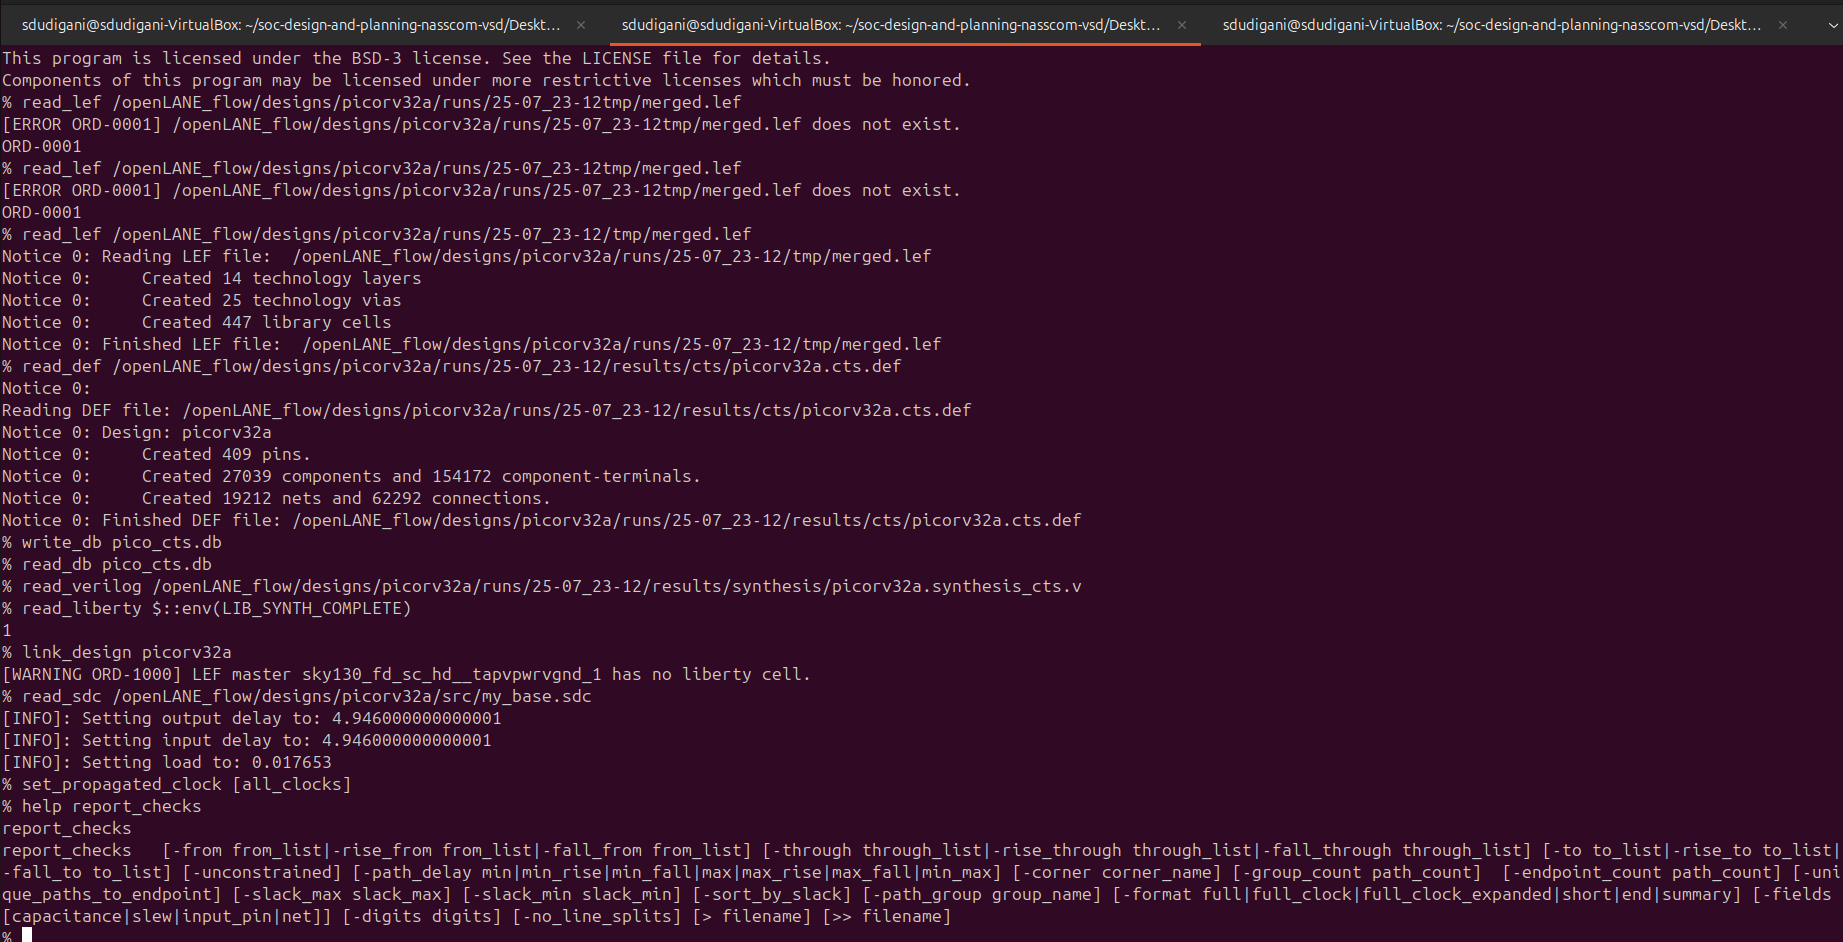 sdudigani@sdudigani-VirtualBox: ~/soc-design-and-planning-nasscom-vsd/Deskt... × sdudigani@sdudigani-VirtualBox: ~/soc-design-and-planning-nasscom-vsd/Deskt... × sdudigani@sdudigani-VirtualBox: ~/soc-design-and-planning-nasscom-vsd/Deskt... ×
This program is licensed under the BSD-3 license. See the LICENSE file for details.
Components of this program may be licensed under more restrictive licenses which must be honored.
% read_lef /openLANE_flow/designs/picorv32a/runs/25-07_23-12tmp/merged.lef
[ERROR ORD-0001] /openLANE_flow/designs/picorv32a/runs/25-07_23-12tmp/merged.lef does not exist.
ORD-0001
% read_lef /openLANE_flow/designs/picorv32a/runs/25-07_23-12tmp/merged.lef
[ERROR ORD-0001] /openLANE_flow/designs/picorv32a/runs/25-07_23-12tmp/merged.lef does not exist.
ORD-0001
% read_lef /openLANE_flow/designs/picorv32a/runs/25-07_23-12/tmp/merged.lef
Notice 0: Reading LEF file:  /openLANE_flow/designs/picorv32a/runs/25-07_23-12/tmp/merged.lef
Notice 0:     Created 14 technology layers
Notice 0:     Created 25 technology vias
Notice 0:     Created 447 library cells
Notice 0: Finished LEF file:  /openLANE_flow/designs/picorv32a/runs/25-07_23-12/tmp/merged.lef
% read_def /openLANE_flow/designs/picorv32a/runs/25-07_23-12/results/cts/picorv32a.cts.def
Notice 0:
Reading DEF file: /openLANE_flow/designs/picorv32a/runs/25-07_23-12/results/cts/picorv32a.cts.def
Notice 0: Design: picorv32a
Notice 0:     Created 409 pins.
Notice 0:     Created 27039 components and 154172 component-terminals.
Notice 0:     Created 19212 nets and 62292 connections.
Notice 0: Finished DEF file: /openLANE_flow/designs/picorv32a/runs/25-07_23-12/results/cts/picorv32a.cts.def
% write_db pico_cts.db
% read_db pico_cts.db
% read_verilog /openLANE_flow/designs/picorv32a/runs/25-07_23-12/results/synthesis/picorv32a.synthesis_cts.v
% read_liberty $::env(LIB_SYNTH_COMPLETE)
1
% link_design picorv32a
[WARNING ORD-1000] LEF master sky130_fd_sc_hd__tapvpwrvgnd_1 has no liberty cell.
% read_sdc /openLANE_flow/designs/picorv32a/src/my_base.sdc
[INFO]: Setting output delay to: 4.946000000000001
[INFO]: Setting input delay to: 4.946000000000001
[INFO]: Setting load to: 0.017653
% set_propagated_clock [all_clocks]
% help report_checks
report_checks
report_checks   [-from from_list|-rise_from from_list|-fall_from from_list] [-through through_list|-rise_through through_list|-fall_through through_list] [-to to_list|-rise_to to_list|
-fall_to to_list] [-unconstrained] [-path_delay min|min_rise|min_fall|max|max_rise|max_fall|min_max] [-corner corner_name] [-group_count path_count]  [-endpoint_count path_count] [-uni
que_paths_to_endpoint] [-slack_max slack_max] [-slack_min slack_min] [-sort_by_slack] [-path_group group_name] [-format full|full_clock|full_clock_expanded|short|end|summary] [-fields
[capacitance|slew|input_pin|net]] [-digits digits] [-no_line_splits] [> filename] [>> filename]
%